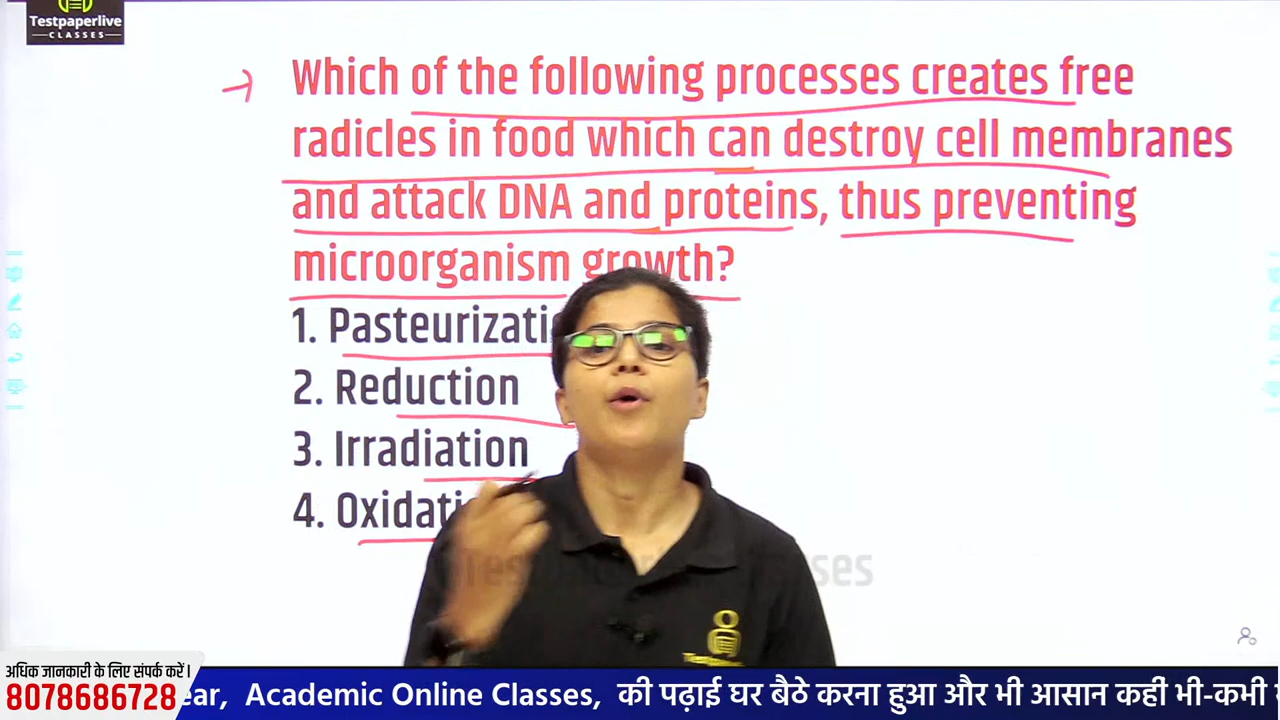 Testpaperlive
CLASSES
Which of the following processes creates free
radicles in food which can destroy cell membranes
and attack DNA and proteins, thus preventing
microorganism growth?
1. Pasteurizati
2. Reduction
3. Irradiation
4. Oxidati
अधिक जानकारी के लिए संपर्क करें ।
8078686728
ear, Academic Online Classes, की पढ़ाई घर बैठे करना हुआ और भी आसान कहीं भी-कभी